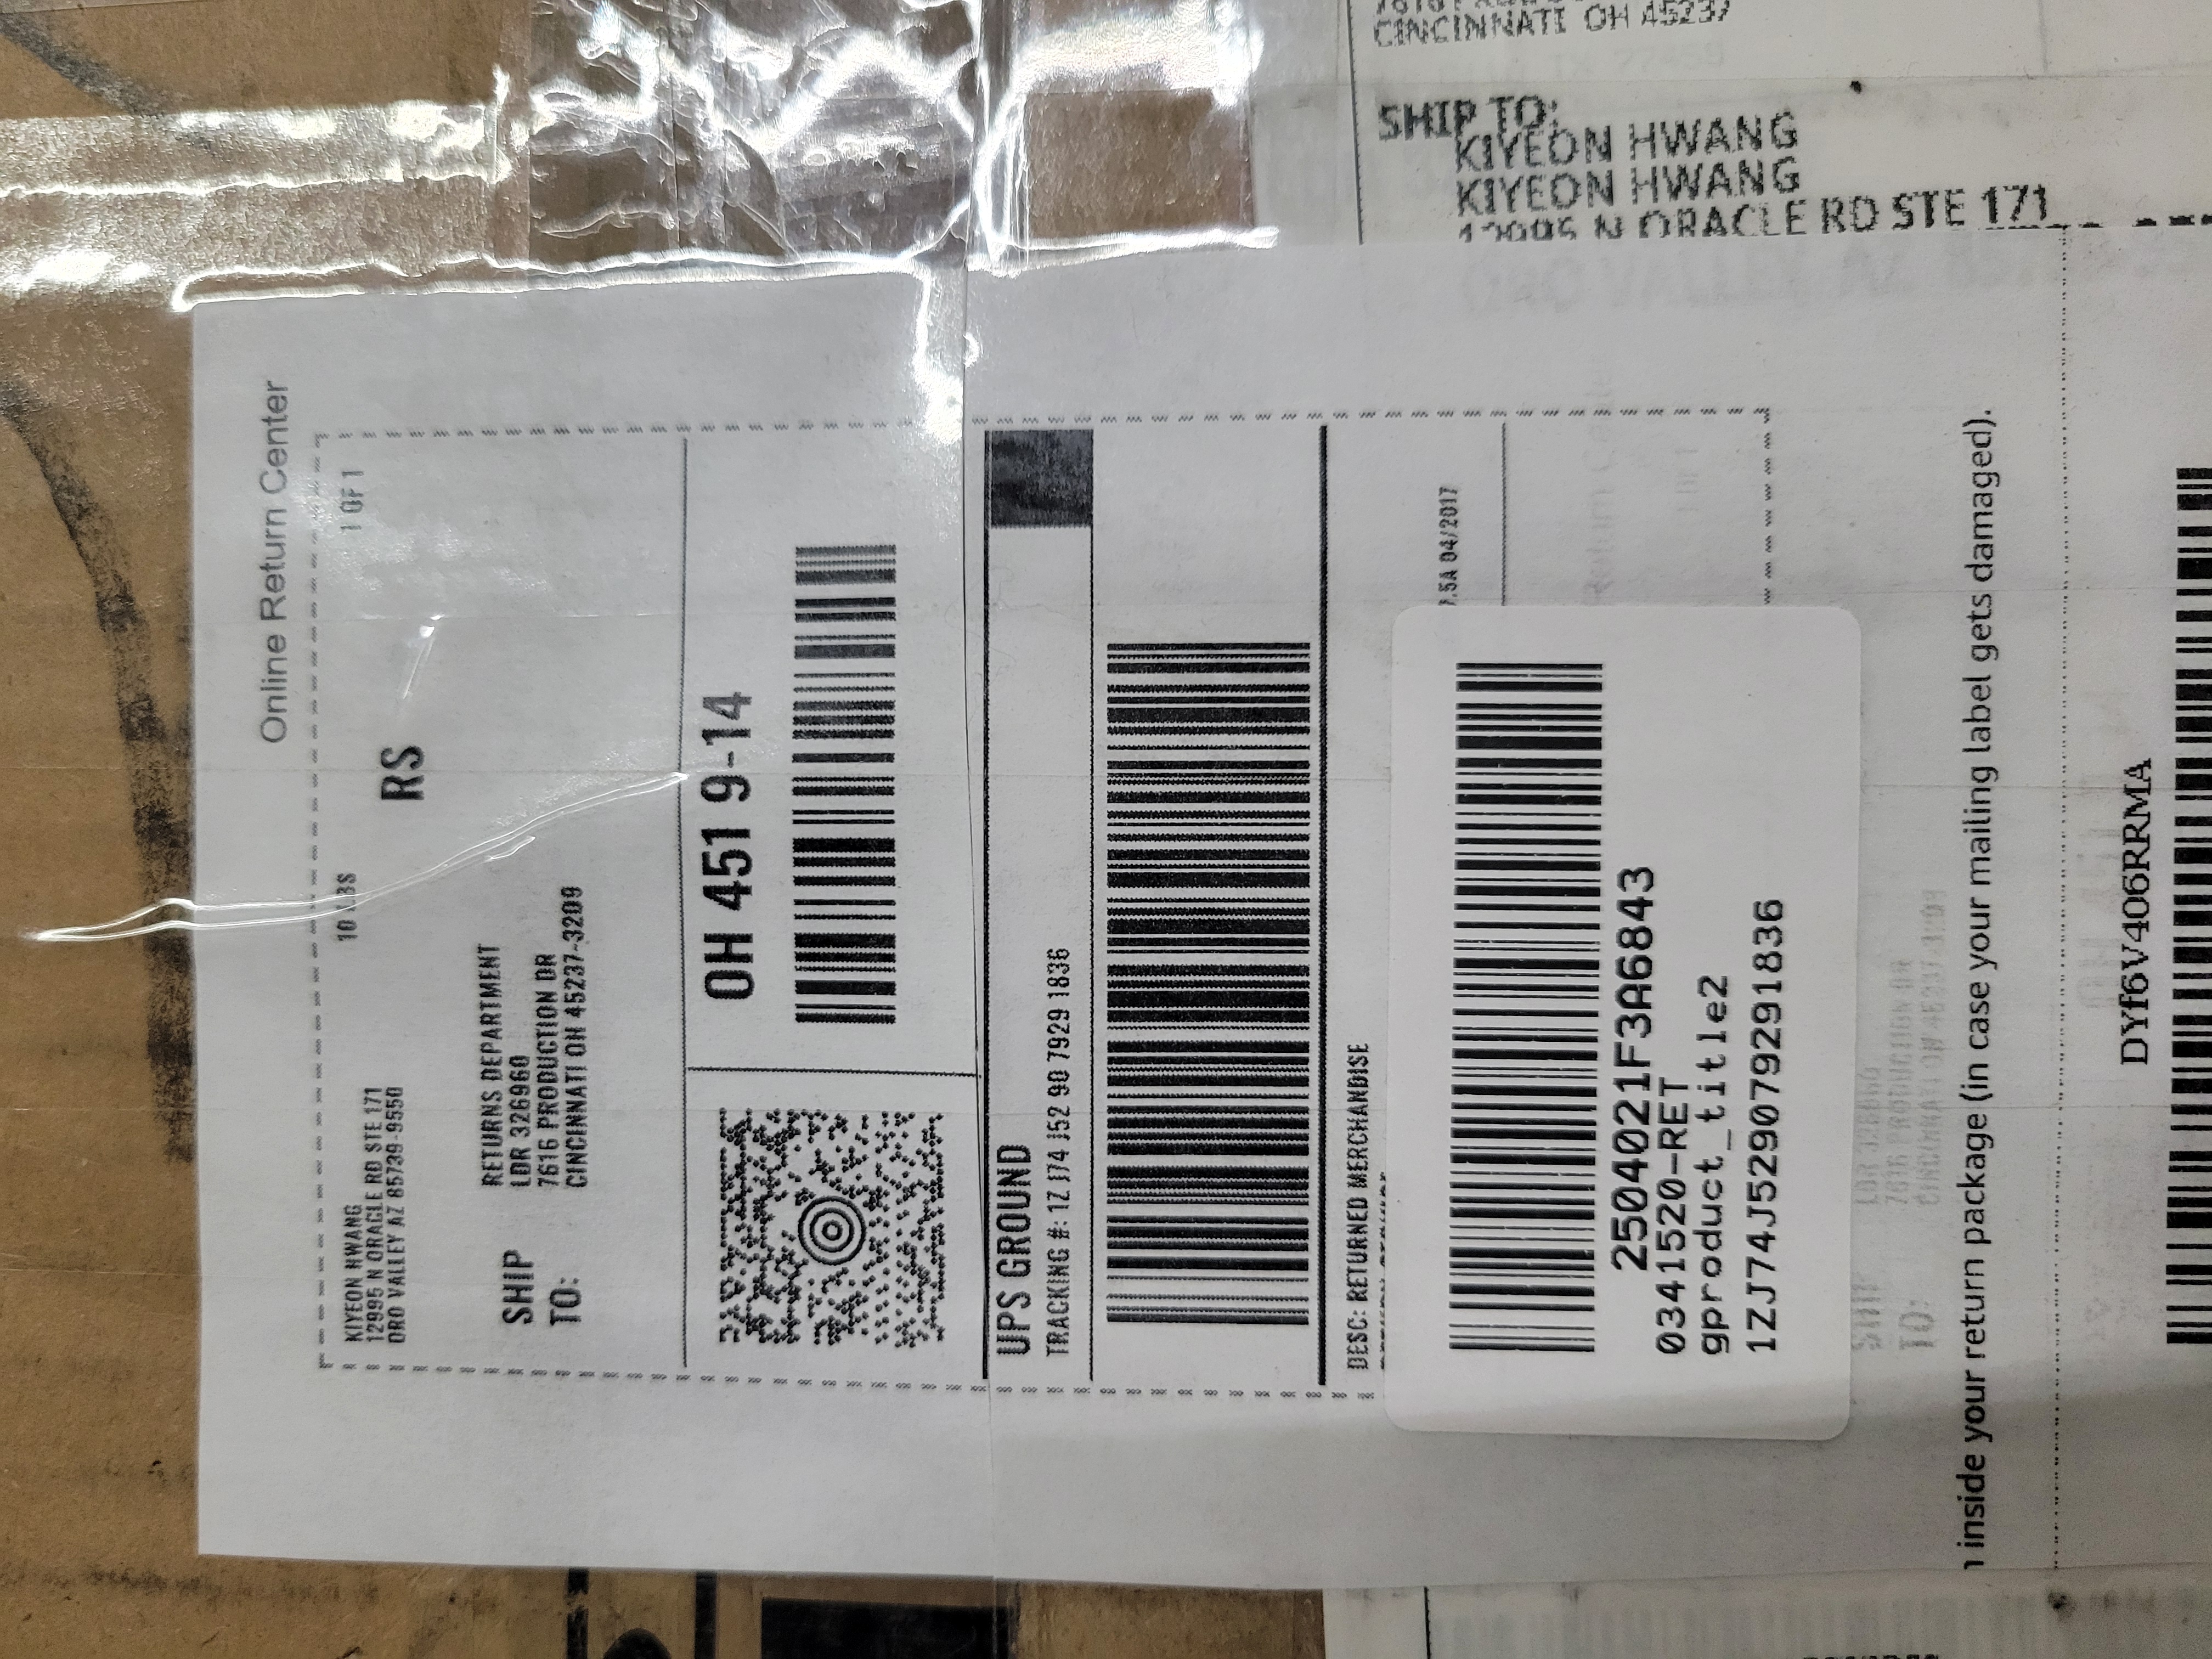 CINCINNATI OH 45237
SHIP TO:
KIYEON HWANG
KIYEON HWANG
12995 N ORACLE RD STE 171
Online Return Center
KIYEON HWANG
12995 N ORACLE RD STE 171
ORO VALLEY AZ 85739-9550
10 LBS
1 OF 1
RS
SHIP
TO:
RETURNS DEPARTMENT
LDR 326960
7616 PRODUCTION DR
CINCINNATI OH 45237-3209
OH 451 9-14
UPS GROUND
TRACKING #: 1Z J74 J52 90 7929 1836
DESC: RETURNED MERCHANDISE
04/2017
2504021F3A6843
0341520-RET
gproduct_title2
1ZJ74J529079291836
inside your return package (in case your mailing label gets damaged).
DYf6V406RRMA